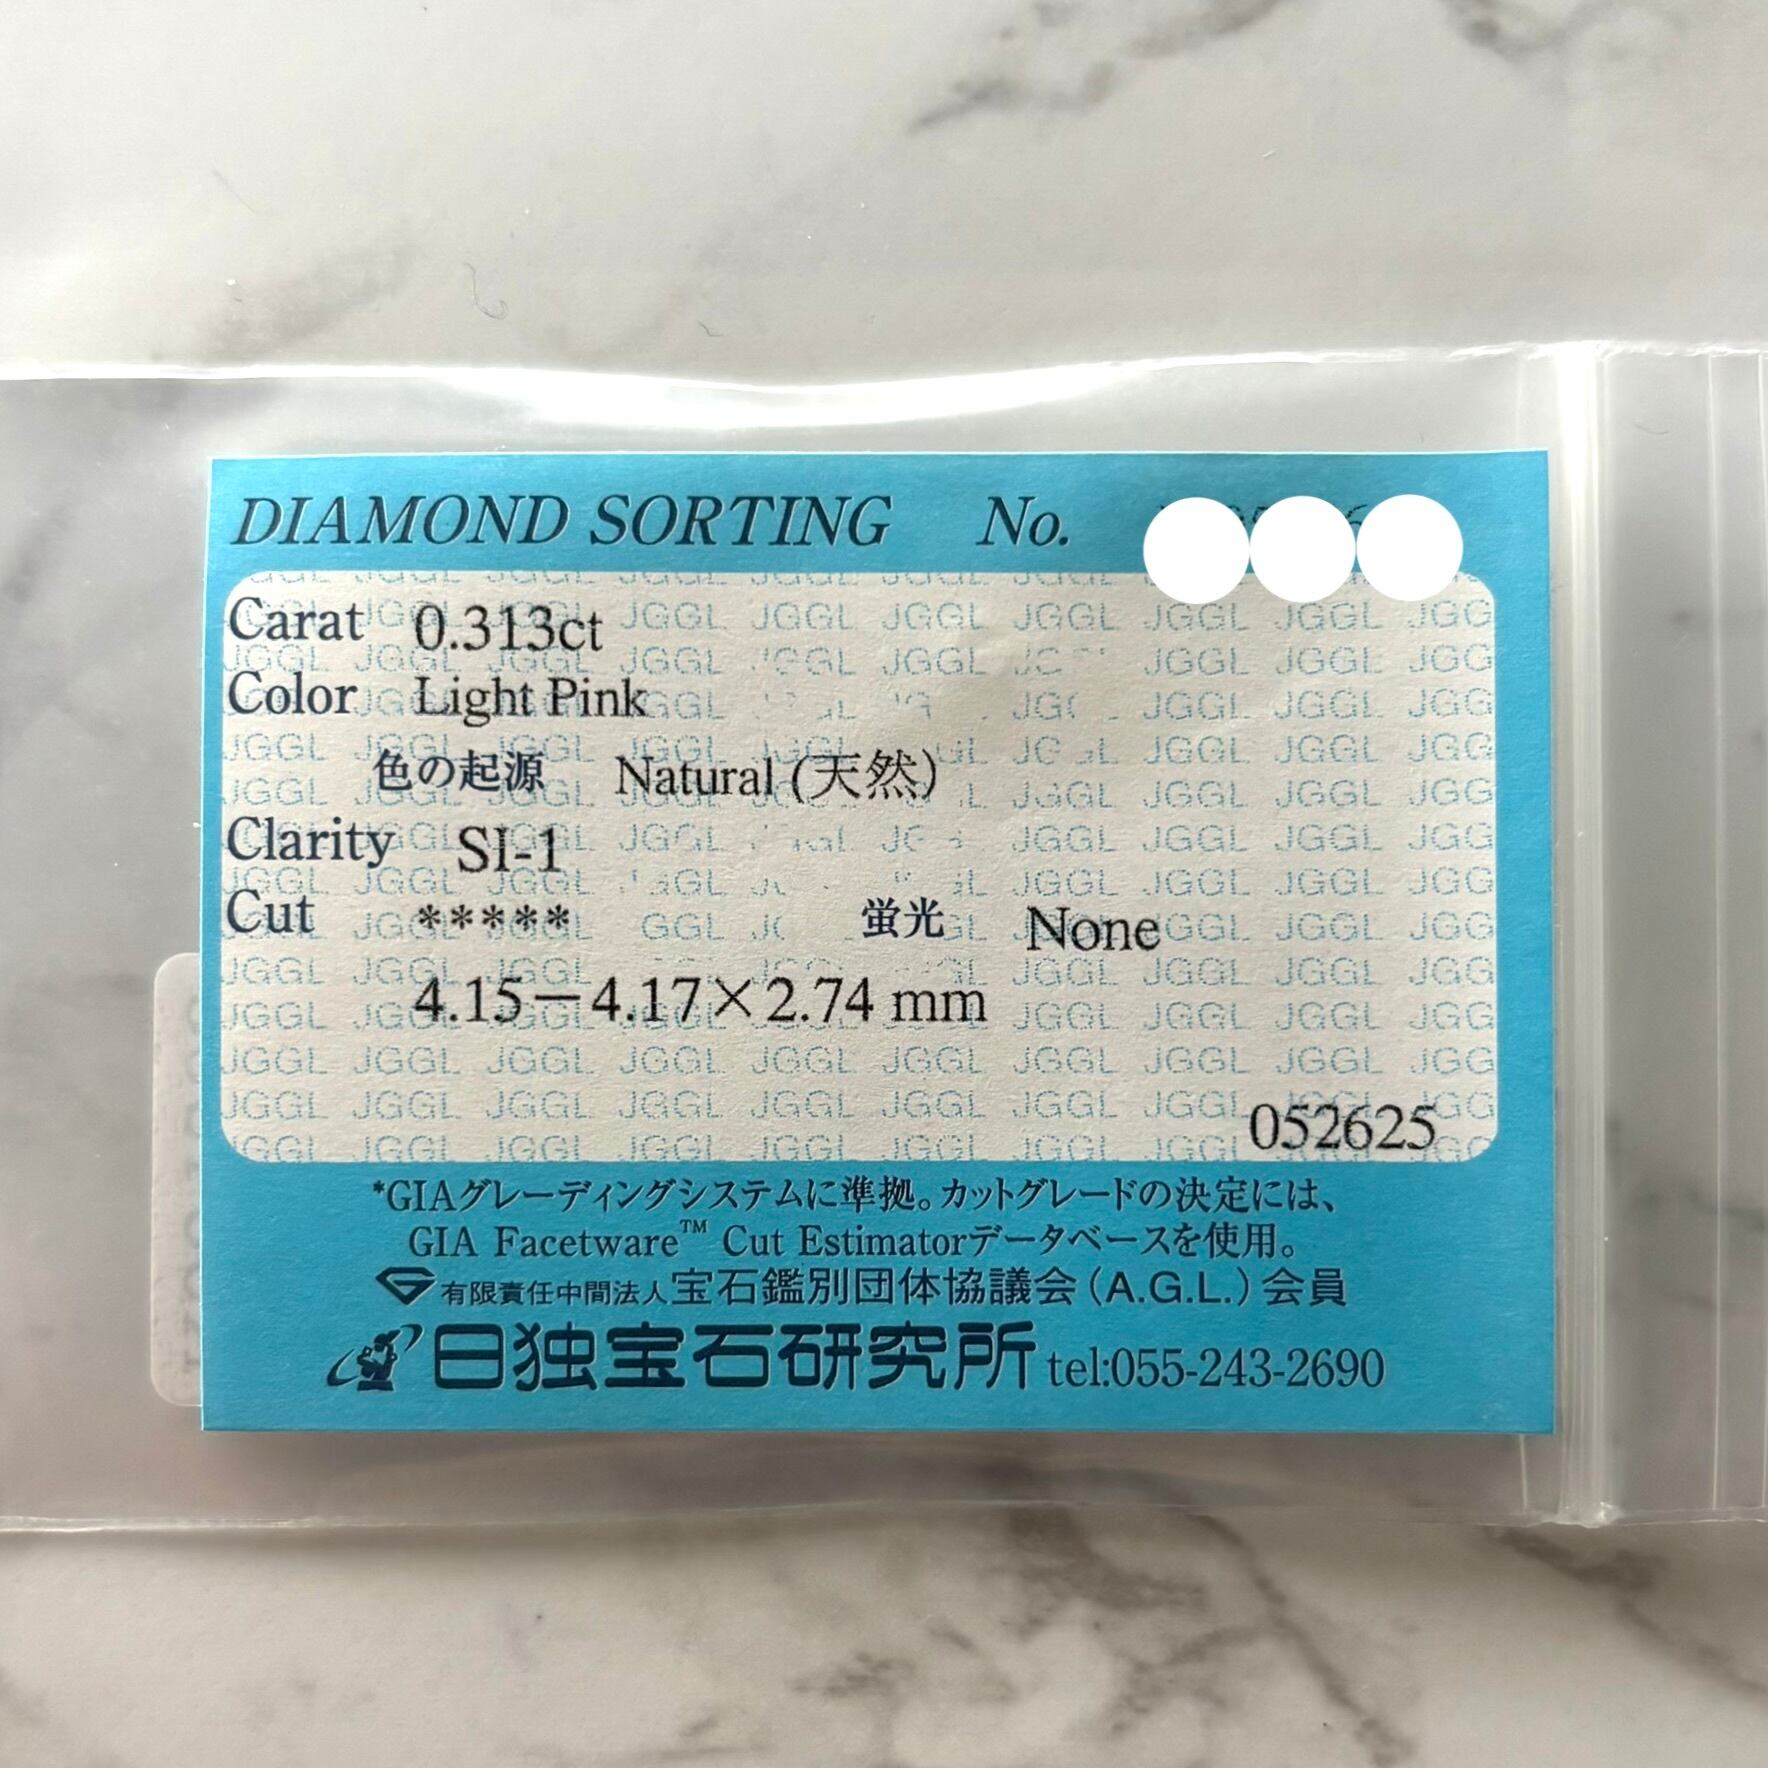 DIAMOND SORTING No.
Carat 0.313ct
Color Light Pink
色の起源 Natural (天然)
Clarity SI-1
Cut ***** 蛍光 None
4.15－4.17×2.74 mm
052625
*GIAグレーディングシステムに準拠。カットグレードの決定には、
GIA Facetware™ Cut Estimatorデータベースを使用。
有限責任中間法人宝石鑑別団体協議会(A.G.L.)会員
日独宝石研究所 tel:055-243-2690